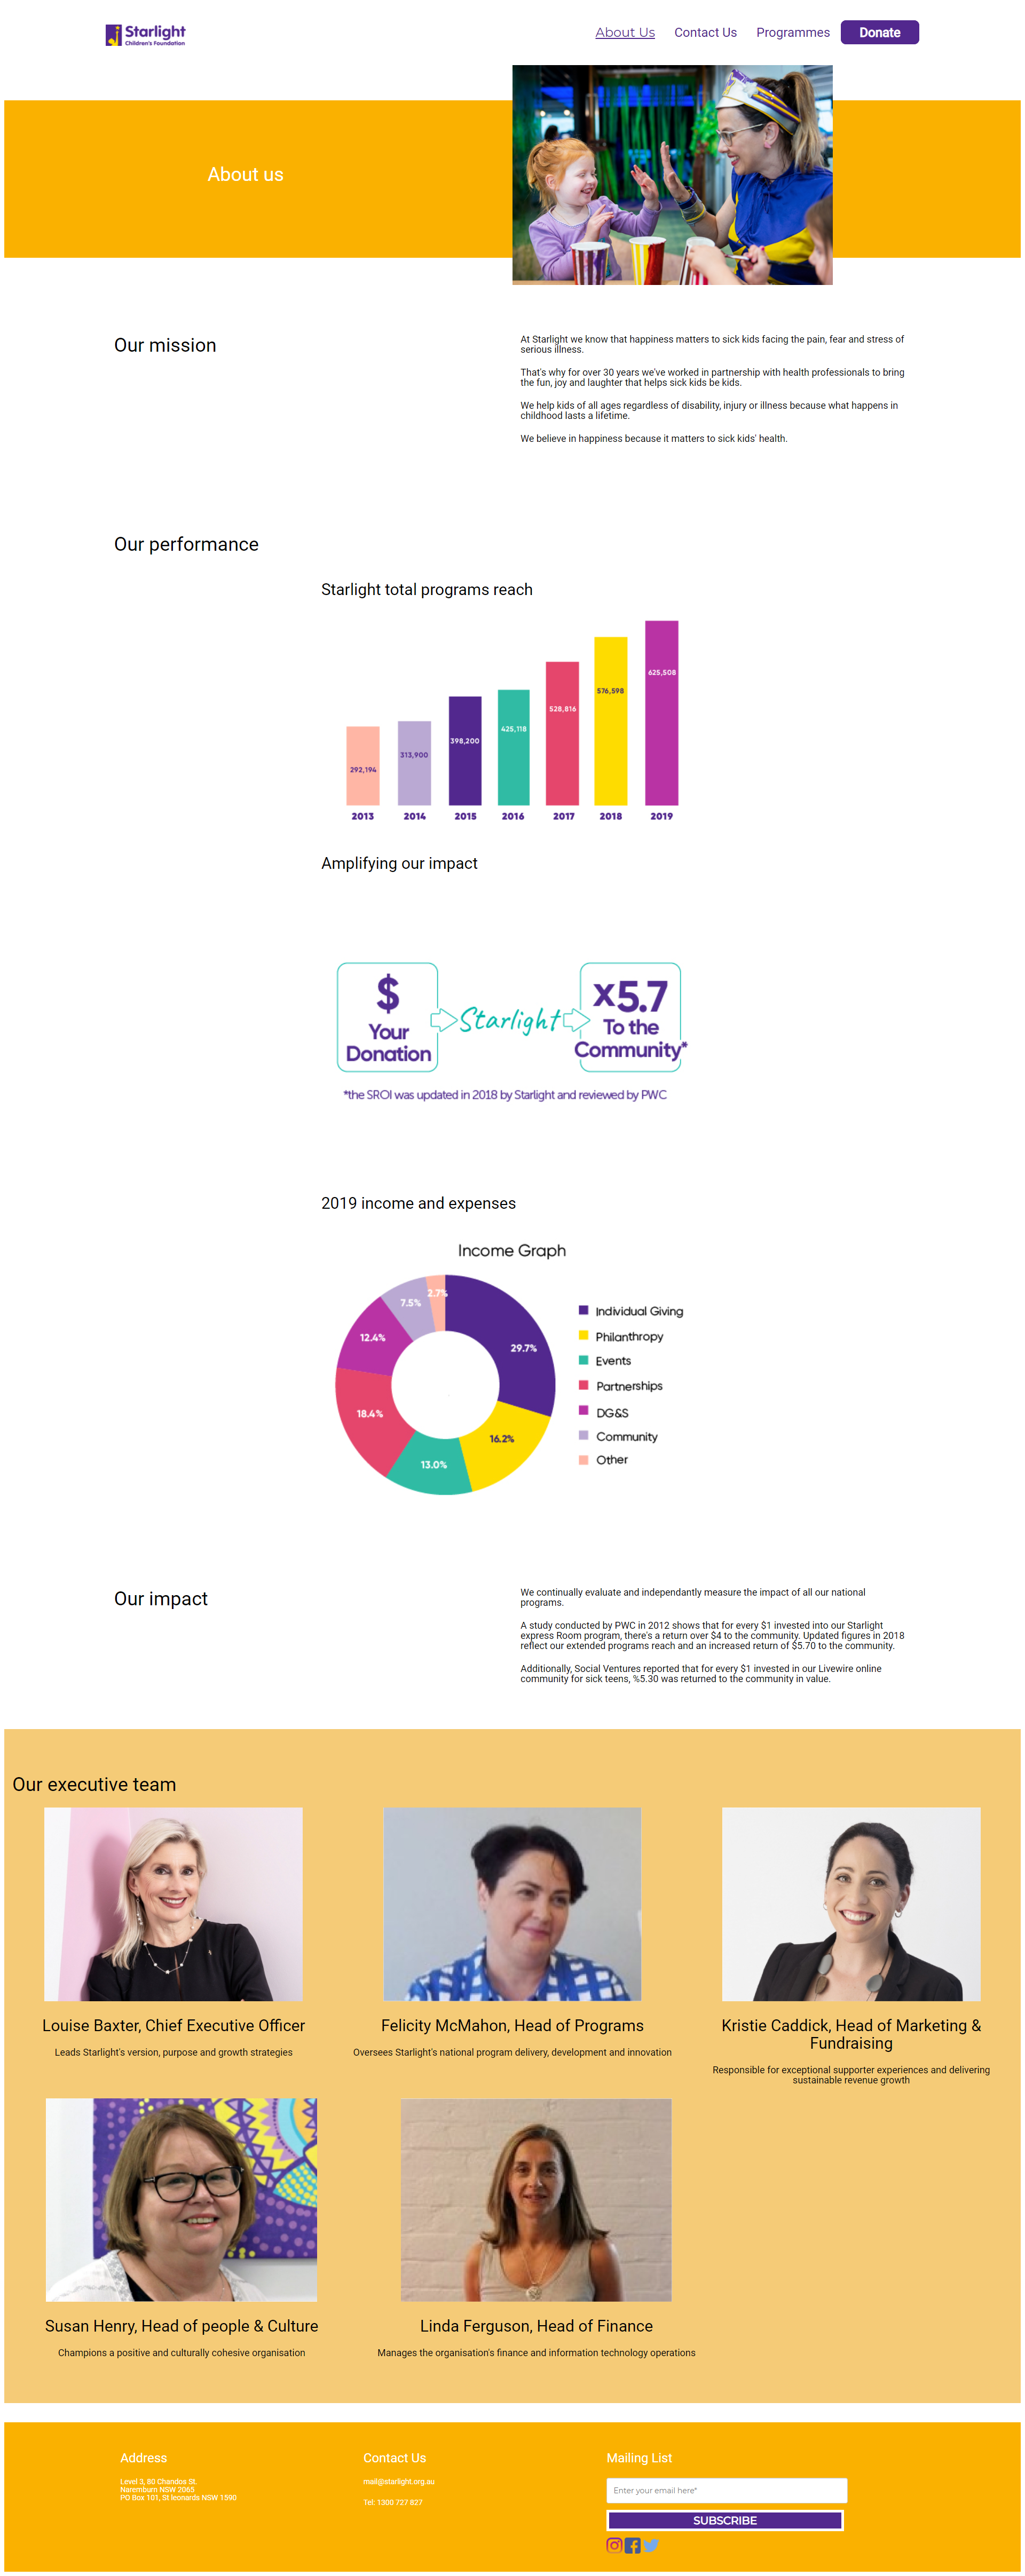 Starlight
Children's Foundation
About Us
Contact Us
Programmes
Donate
About us
Our mission
At Starlight we know that happiness matters to sick kids facing the pain, fear and stress of
serious illness.
That's why for over 30 years we've worked in partnership with health professionals to bring
the fun, joy and laughter that helps sick kids be kids.
We help kids of all ages regardless of disability, injury or illness because what happens in
childhood lasts a lifetime.
We believe in happiness because it matters to sick kids' health.
Our performance
Starlight total programs reach
292,194
313,900
398,200
425,118
528,816
576,598
625,508
2013
2014
2015
2016
2017
2018
2019
Amplifying our impact
$
Your
Donation
Starlight
x5.7
To the
Community*
*the SROI was updated in 2018 by Starlight and reviewed by PWC
2019 income and expenses
Income Graph
29.7%
16.2%
13.0%
18.4%
12.4%
7.5%
2.7%
Individual Giving
Philanthropy
Events
Partnerships
DG&S
Community
Other
Our impact
We continually evaluate and independantly measure the impact of all our national
programs.
A study conducted by PWC in 2012 shows that for every $1 invested into our Starlight
express Room program, there's a return over $4 to the community. Updated figures in 2018
reflect our extended programs reach and an increased return of $5.70 to the community.
Additionally, Social Ventures reported that for every $1 invested in our Livewire online
community for sick teens, %5.30 was returned to the community in value.
Our executive team
Louise Baxter, Chief Executive Officer
Leads Starlight's version, purpose and growth strategies
Felicity McMahon, Head of Programs
Oversees Starlight's national program delivery, development and innovation
Kristie Caddick, Head of Marketing &
Fundraising
Responsible for exceptional supporter experiences and delivering
sustainable revenue growth
Susan Henry, Head of people & Culture
Champions a positive and culturally cohesive organisation
Linda Ferguson, Head of Finance
Manages the organisation's finance and information technology operations
Address
Level 3, 80 Chandos St.
Naremburn NSW 2065
PO Box 101, St leonards NSW 1590
Contact Us
mail@starlight.org.au
Tel: 1300 727 827
Mailing List
Enter your email here*
SUBSCRIBE